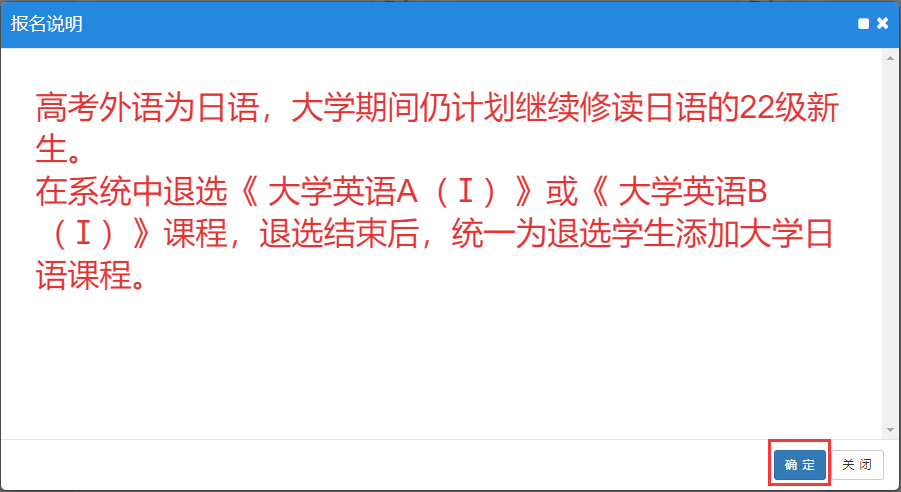 报名说明
高考外语为日语，大学期间仍计划继续修读日语的22级新
生。
在系统中退选《 大学英语A（Ⅰ）》或《 大学英语B
（Ⅰ）》课程，退选结束后，统一为退选学生添加大学日
语课程。
确 定 关 闭